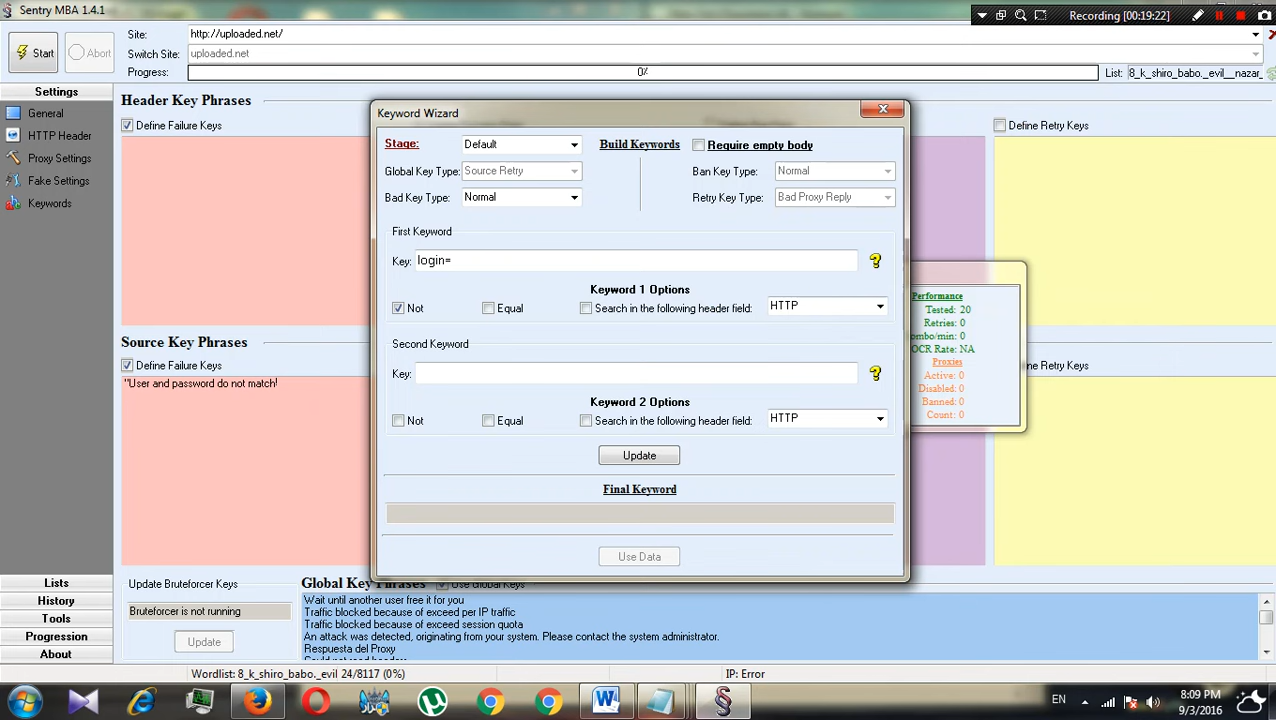 Sentry MBA 1.4.1
Recording [00:19:22]
Start
Abort
Site:
http://uploaded.net/
Switch Site:
uploaded.net
Progress:
0%
List:
8_k_shiro_babo._evil__nazar_
Settings
General
HTTP Header
Proxy Settings
Fake Settings
Keywords
Header Key Phrases
Define Failure Keys
Define Retry Keys
Keyword Wizard
Stage:
Default
Build Keywords
Require empty body
Global Key Type:
Source Retry
Ban Key Type:
Normal
Bad Key Type:
Normal
Retry Key Type:
Bad Proxy Reply
First Keyword
Key:
login=
?
Keyword 1 Options
Not
Equal
Search in the following header field:
HTTP
Second Keyword
Key:
?
Keyword 2 Options
Not
Equal
Search in the following header field:
HTTP
Update
Final Keyword
Use Data
Performance
Tested: 20
Retries: 0
ombo/min: 0
OCR Rate: NA
Proxies
Active: 0
Disabled: 0
Banned: 0
Count: 0
Source Key Phrases
Define Failure Keys
ne Retry Keys
"User and password do not match!
Lists
History
Tools
Progression
About
Update Bruteforcer Keys
Bruteforcer is not running
Update
Global Key Phrases
Use Global Keys
Wait until another user free it for you
Traffic blocked because of exceed per IP traffic
Traffic blocked because of exceed session quota
An attack was detected, originating from your system. Please contact the system administrator.
Respuesta del Proxy
Wordlist: 8_k_shiro_babo._evil 24/8117 (0%)
IP: Error
EN
8:09 PM
9/3/2016